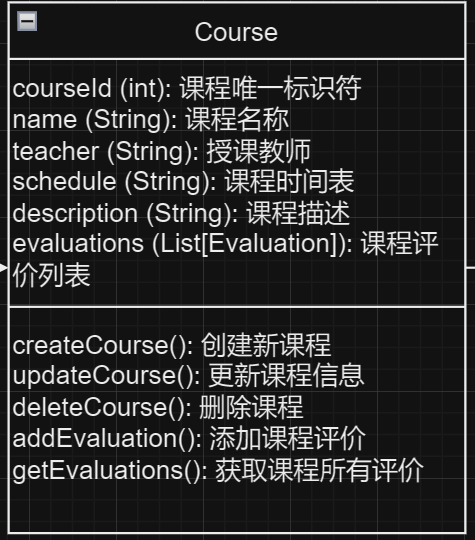 Course
courseId (int): 课程唯一标识符
name (String): 课程名称
teacher (String): 授课教师
schedule (String): 课程时间表
description (String): 课程描述
evaluations (List[Evaluation]): 课程评
价列表
createCourse(): 创建新课程
updateCourse(): 更新课程信息
deleteCourse(): 删除课程
addEvaluation(): 添加课程评价
getEvaluations(): 获取课程所有评价